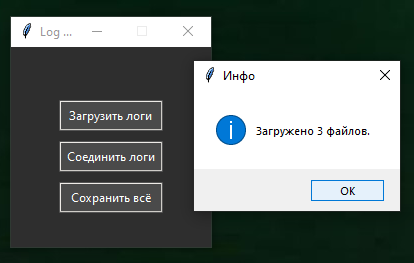 Log ...
Загрузить логи
Соединить логи
Сохранить всё
Инфо
Загружено 3 файлов.
OK